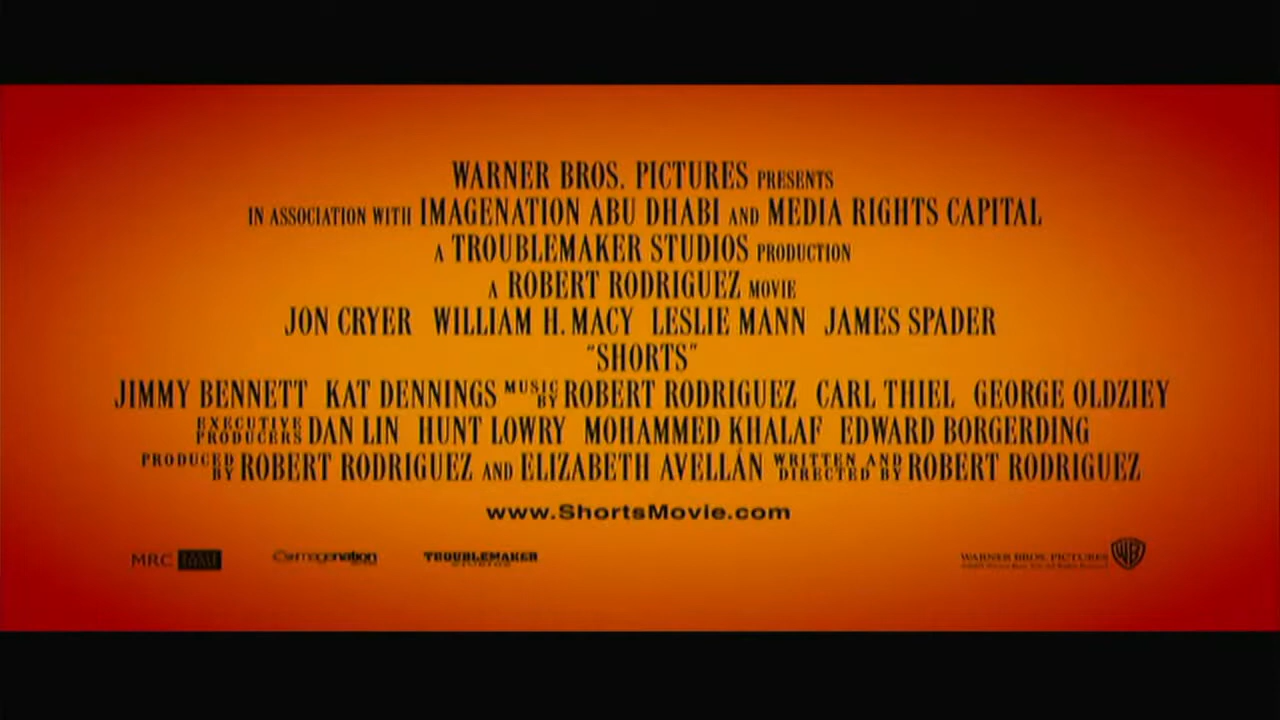 WARNER BROS. PICTURES PRESENTS
IN ASSOCIATION WITH IMAGENATION ABU DHABI AND MEDIA RIGHTS CAPITAL
A TROUBLEMAKER STUDIOS PRODUCTION
A ROBERT RODRIGUEZ MOVIE
JON CRYER WILLIAM H. MACY LESLIE MANN JAMES SPADER
"SHORTS"
JIMMY BENNETT KAT DENNINGS MUSIC BY ROBERT RODRIGUEZ CARL THIEL GEORGE OLDZIEY
EXECUTIVE PRODUCERS DAN LIN HUNT LOWRY MOHAMMED KHALAF EDWARD BORGERDING
PRODUCED BY ROBERT RODRIGUEZ AND ELIZABETH AVELLÁN WRITTEN AND DIRECTED BY ROBERT RODRIGUEZ
www.ShortsMovie.com
MRC imagenation TROUBLEMAKER STUDIOS WARNER BROS. PICTURES WB